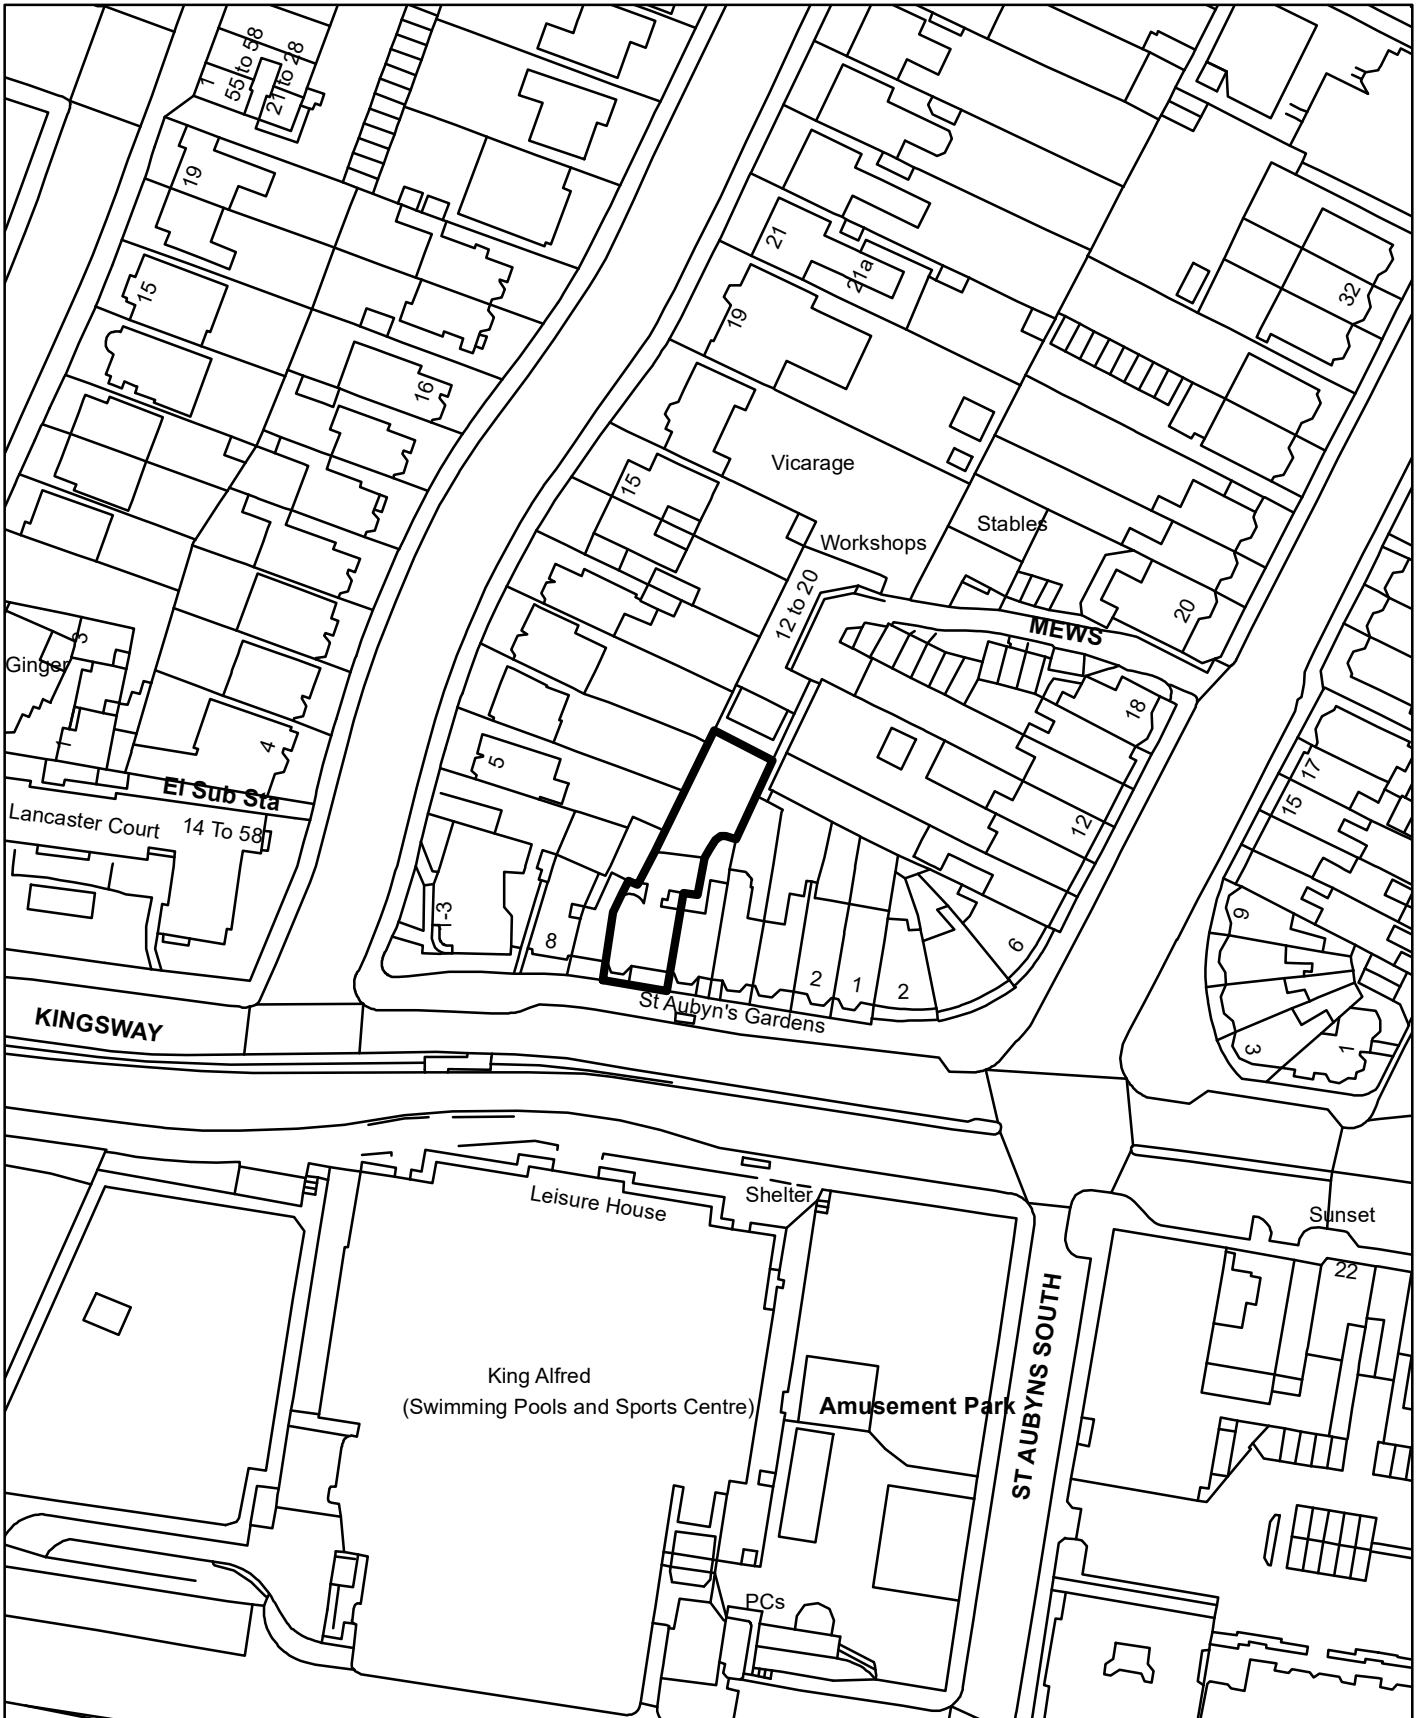 1
55 to 58
21 to 28
19
15
16
21
21a
19
32
15
Vicarage
Workshops
Stables
12 to 20
MEWS
20
18
12
3
Ginger
1
4
5
El Sub Sta
Lancaster Court
14 To 58
1-3
8
2
1
2
6
17
15
9
3
1
St Aubyn's Gardens
KINGSWAY
Leisure House
Shelter
Sunset
22
King Alfred
(Swimming Pools and Sports Centre)
Amusement Park
ST AUBYNS SOUTH
PCs